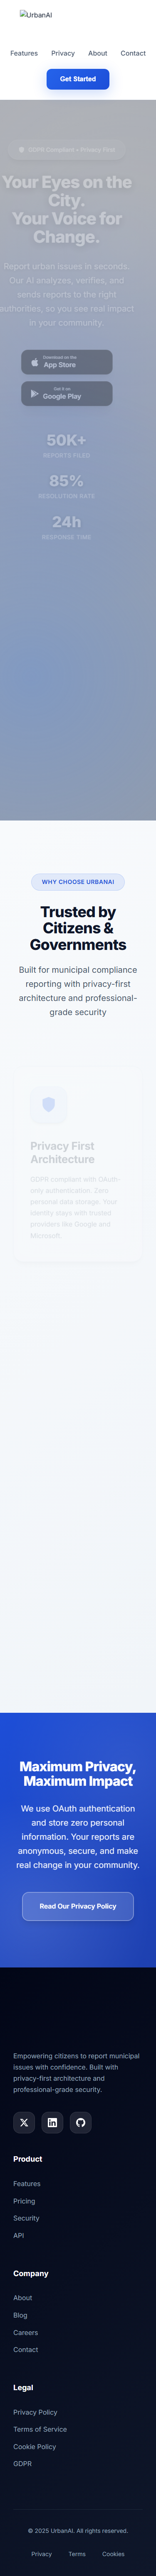 UrbanAI
Features Privacy About Contact
Get Started
GDPR Compliant • Privacy First
Your Eyes on the
City.
Your Voice for
Change.
Report urban issues in seconds.
Our AI analyzes, verifies, and
sends reports to the right
authorities, so you see real impact
in your community.
Download on the
App Store
Get it on
Google Play
50K+
REPORTS FILED
85%
RESOLUTION RATE
24h
RESPONSE TIME
WHY CHOOSE URBANAI
Trusted by
Citizens &
Governments
Built for municipal compliance
reporting with privacy-first
architecture and professional-
grade security
Privacy First
Architecture
GDPR compliant with OAuth-
only authentication. Zero
personal data storage. Your
identity stays with trusted
providers like Google and
Microsoft.
Maximum Privacy,
Maximum Impact
We use OAuth authentication
and store zero personal
information. Your reports are
anonymous, secure, and make
real change in your community.
Read Our Privacy Policy
Empowering citizens to report municipal
issues with confidence. Built with
privacy-first architecture and
professional-grade security.
Product
Features
Pricing
Security
API
Company
About
Blog
Careers
Contact
Legal
Privacy Policy
Terms of Service
Cookie Policy
GDPR
© 2025 UrbanAI. All rights reserved.
Privacy Terms Cookies